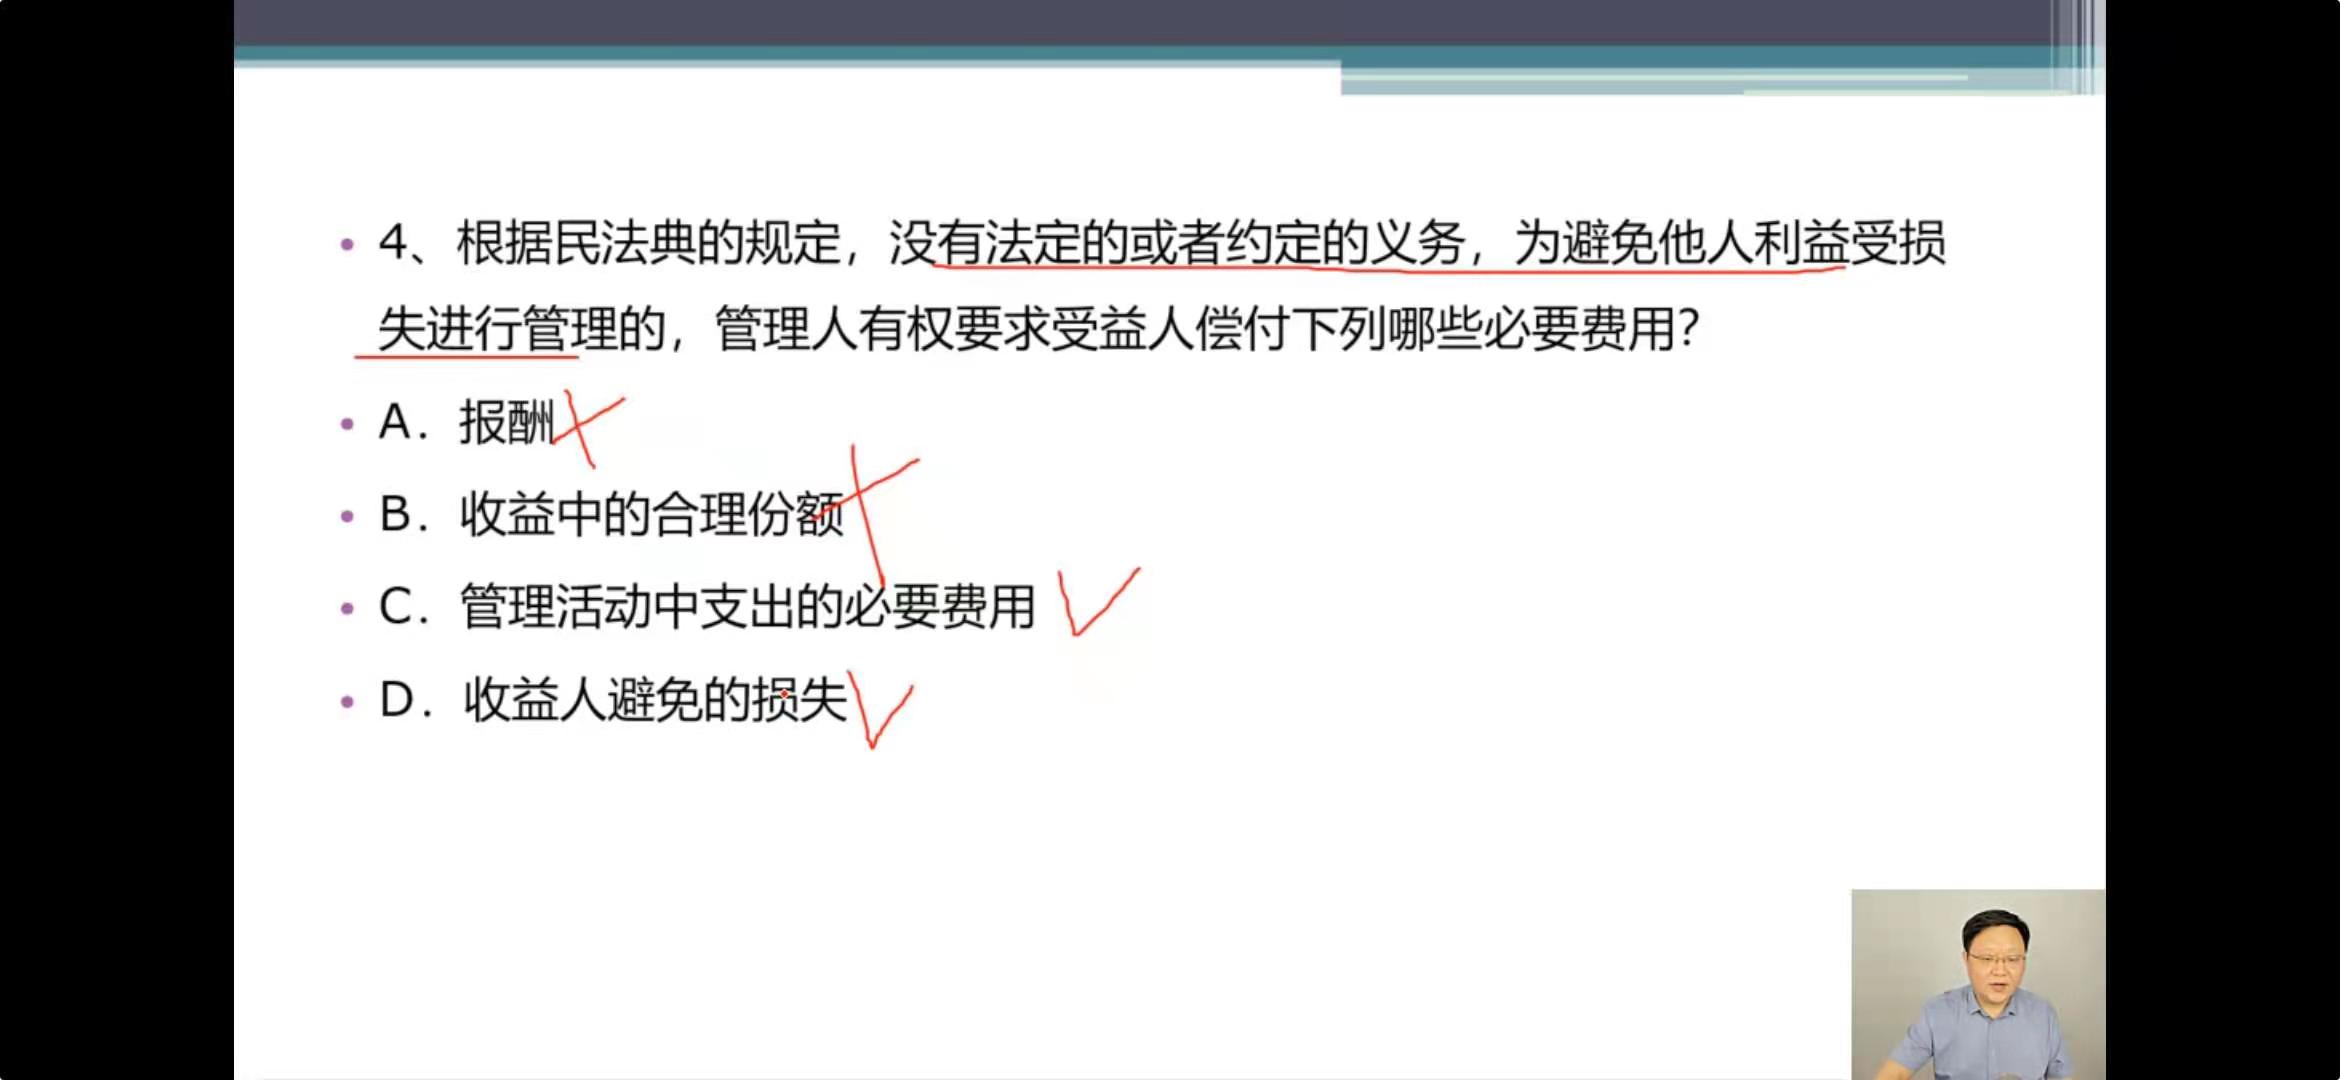 • 4、根据民法典的规定，没有法定的或者约定的义务，为避免他人利益受损
失进行管理的，管理人有权要求受益人偿付下列哪些必要费用？
• A．报酬
• B．收益中的合理份额
• C．管理活动中支出的必要费用
• D．收益人避免的损失